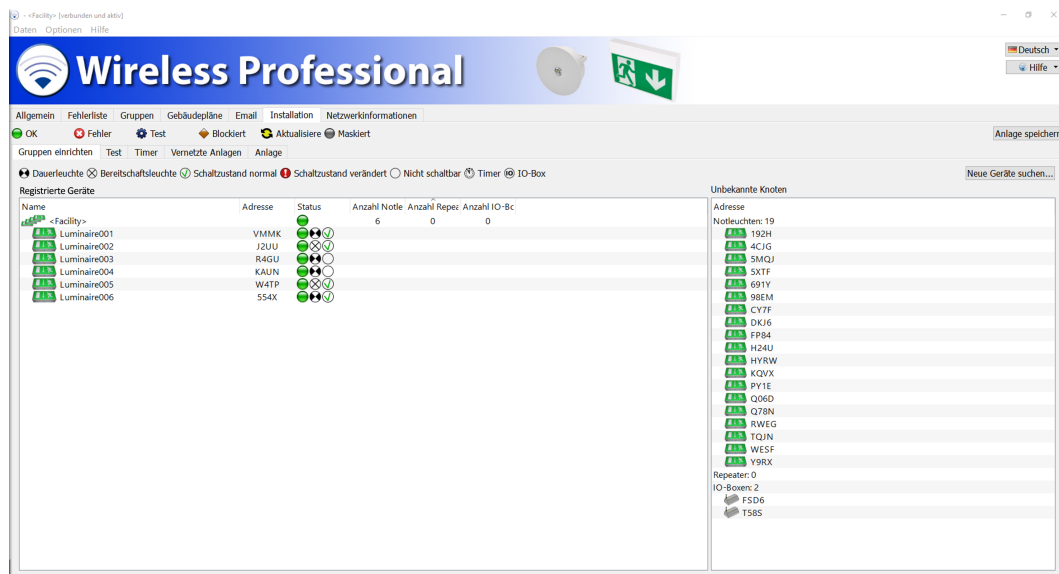 - <Facility> [verbunden und aktiv]
Daten Optionen Hilfe
Wireless Professional
Deutsch
Hilfe
Allgemein Fehlerliste Gruppen Gebäudepläne Email Installation Netzwerkinformationen
OK Fehler Test Blockiert Aktualisiere Maskiert Anlage speichern
Gruppen einrichten Test Timer Vernetzte Anlagen Anlage
Dauerleuchte Bereitschaftsleuchte Schaltzustand normal Schaltzustand verändert Nicht schaltbar Timer IO-Box Neue Geräte suchen...
Registrierte Geräte
Name Adresse Status Anzahl Notle Anzahl Repea Anzahl IO-Bc
<Facility> 6 0 0
Luminaire001 VMMK
Luminaire002 J2UU
Luminaire003 R4GU
Luminaire004 KAUN
Luminaire005 W4TP
Luminaire006 554X
Unbekannte Knoten
Adresse
Notleuchten: 19
192H
4CJG
5MQJ
5XTF
691Y
98EM
CY7F
DKJ6
FP84
H24U
HYRW
KQVX
PY1E
Q06D
Q78N
RWEG
TQJN
WESF
Y9RX
Repeater: 0
IO-Boxen: 2
FSD6
T58S